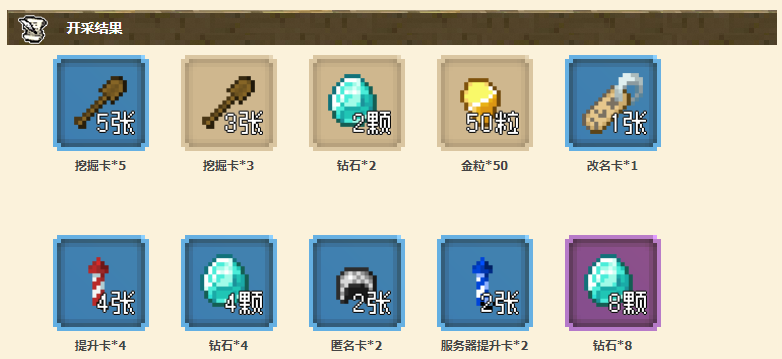 开采结果
5张
3张
2颗
50粒
1张
挖掘卡*5
挖掘卡*3
钻石*2
金粒*50
改名卡*1
4张
4颗
2张
2张
8颗
提升卡*4
钻石*4
匿名卡*2
服务器提升卡*2
钻石*8